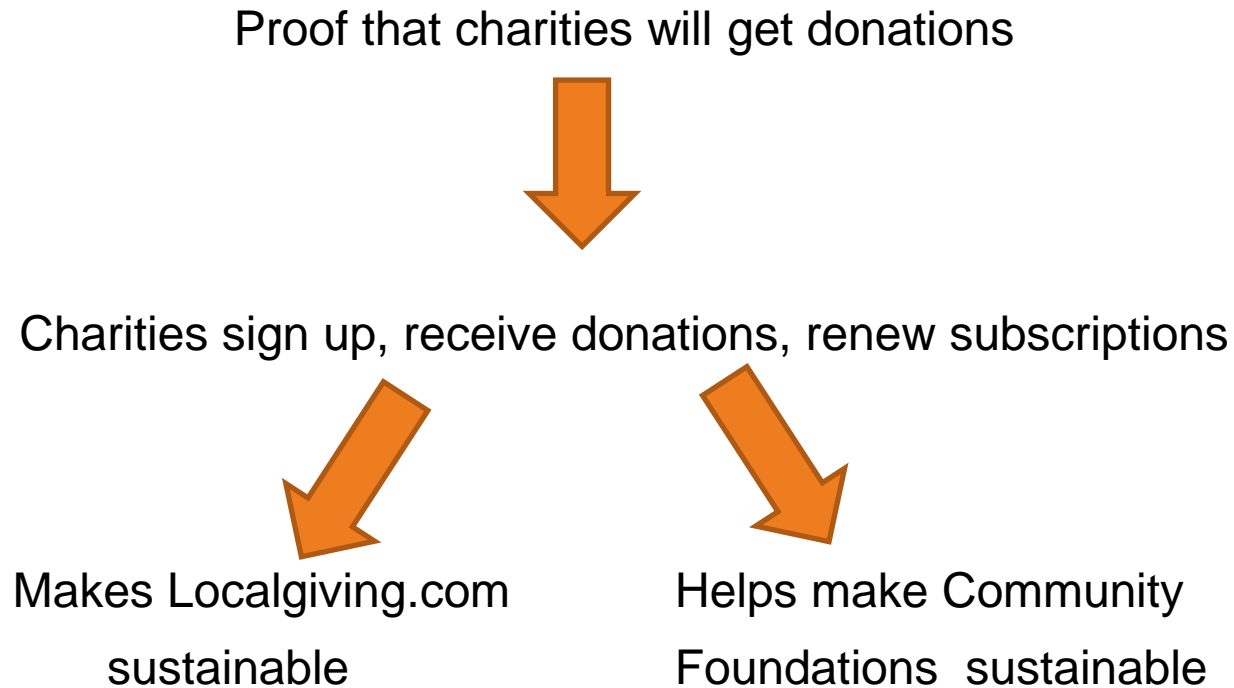 Proof that charities will get donations
Charities sign up, receive donations, renew subscriptions
Makes Localgiving.com
sustainable
Helps make Community
Foundations sustainable